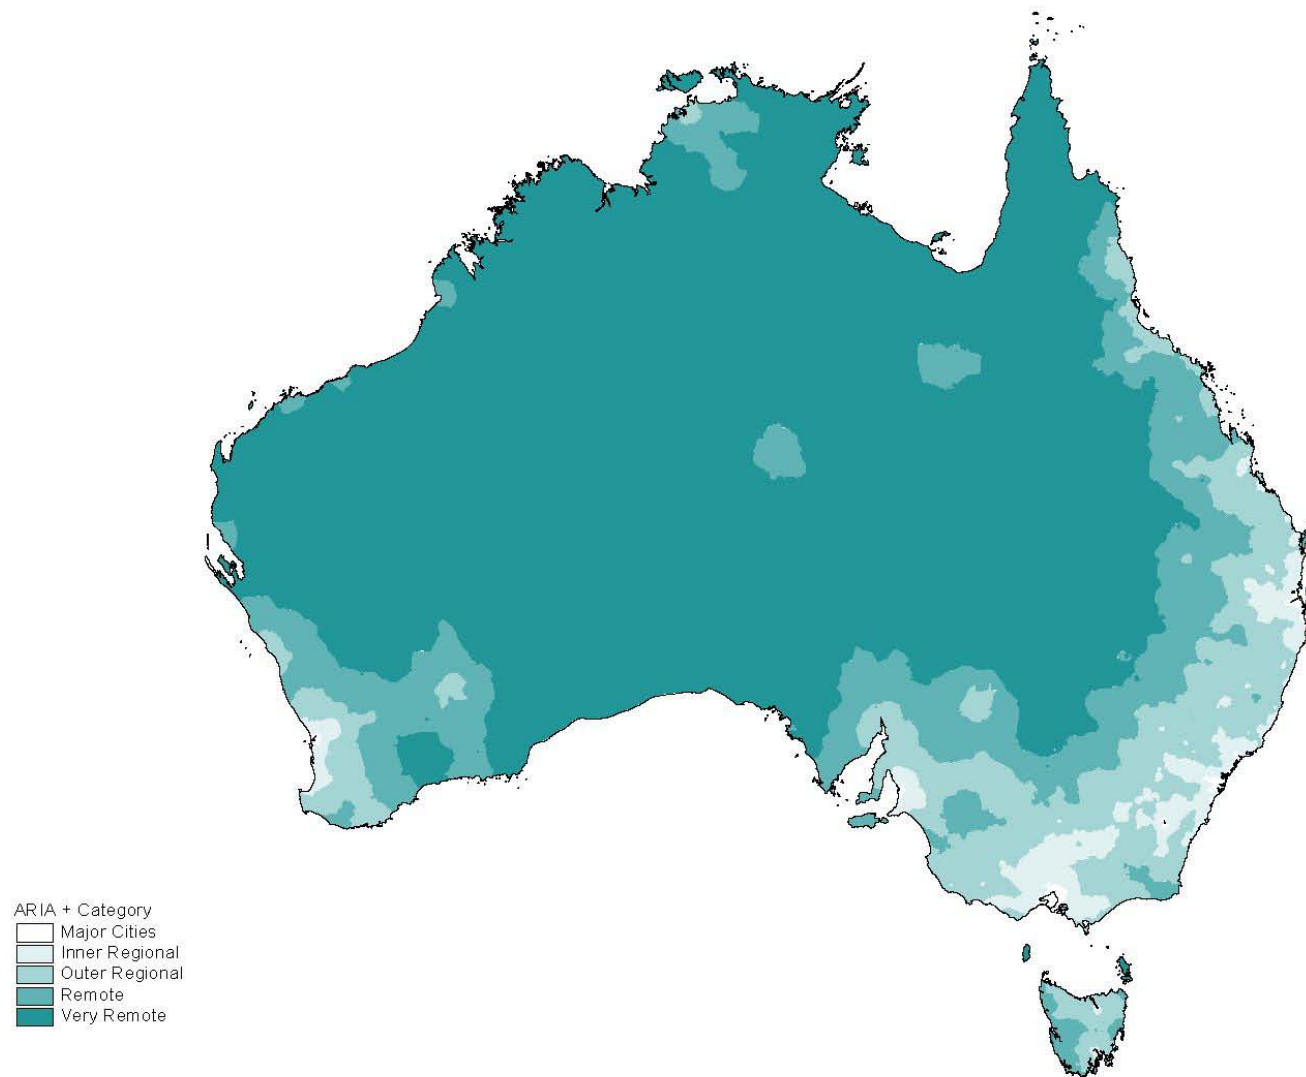 ARIA + Category
Major Cities
Inner Regional
Outer Regional
Remote
Very Remote